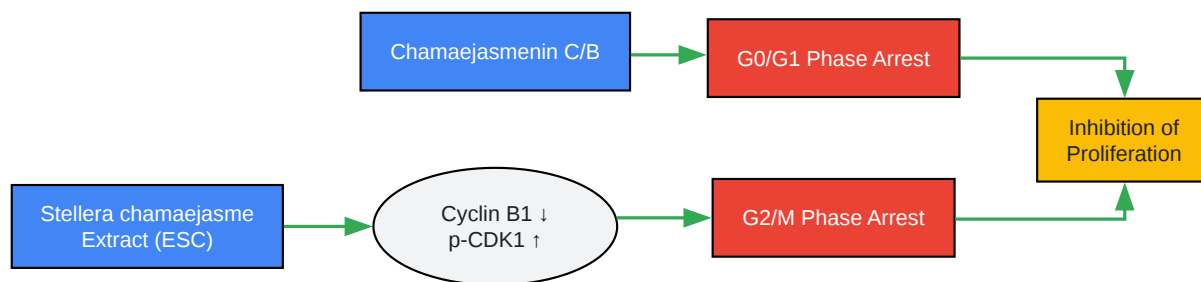 Chamaejasmenin C/B
G0/G1 Phase Arrest
Inhibition of
Proliferation
Stellera chamaejasme
Extract (ESC)
Cyclin B1 ↓
p-CDK1 ↑
G2/M Phase Arrest